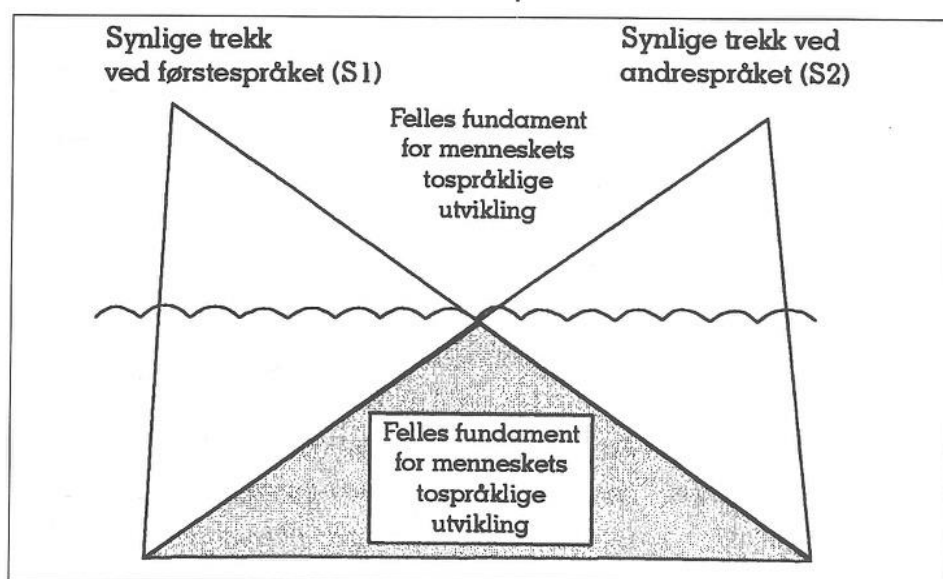 Synlige trekk
ved førstespråket (S1)
Synlige trekk ved
andrespråket (S2)
Felles fundament
for menneskets
tospråklige
utvikling
Felles fundament
for menneskets
tospråklige
utvikling